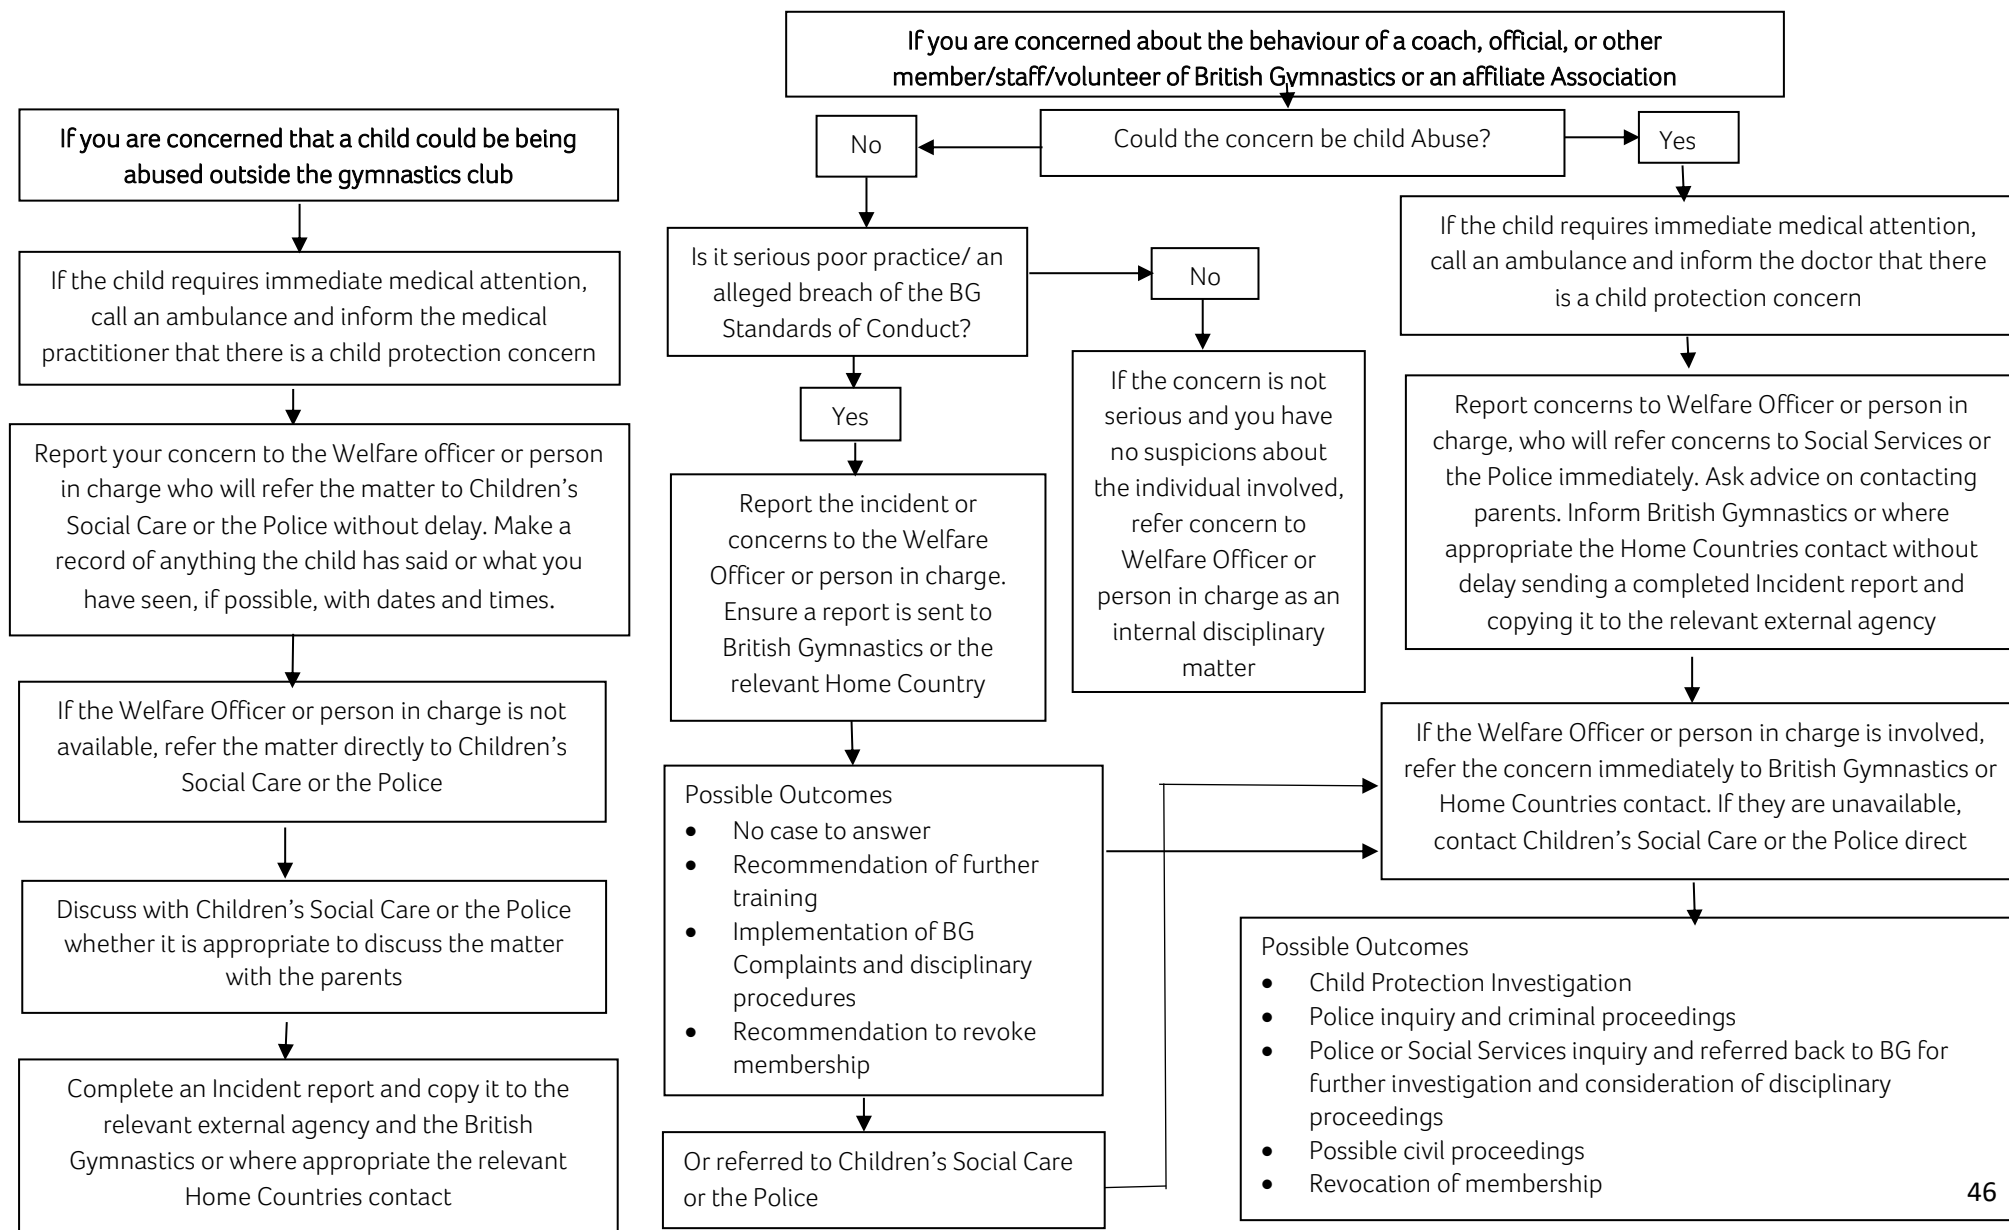 If you are concerned that a child could be being
abused outside the gymnastics club
If the child requires immediate medical attention,
call an ambulance and inform the medical
practitioner that there is a child protection concern
Report your concern to the Welfare officer or person
in charge who will refer the matter to Children's
Social Care or the Police without delay. Make a
record of anything the child has said or what you
have seen, if possible, with dates and times.
If the Welfare Officer or person in charge is not
available, refer the matter directly to Children's
Social Care or the Police
Discuss with Children's Social Care or the Police
whether it is appropriate to discuss the matter
with the parents
Complete an Incident report and copy it to the
relevant external agency and the British
Gymnastics or where appropriate the relevant
Home Countries contact
If you are concerned about the behaviour of a coach, official, or other
member/staff/volunteer of British Gymnastics or an affiliate Association
Could the concern be child Abuse?
No
Yes
Is it serious poor practice/ an
alleged breach of the BG
Standards of Conduct?
No
Yes
If the concern is not
serious and you have
no suspicions about
the individual involved,
refer concern to
Welfare Officer or
person in charge as an
internal disciplinary
matter
Report the incident or
concerns to the Welfare
Officer or person in charge.
Ensure a report is sent to
British Gymnastics or the
relevant Home Country
Possible Outcomes
• No case to answer
• Recommendation of further
training
• Implementation of BG
Complaints and disciplinary
procedures
• Recommendation to revoke
membership
Or referred to Children's Social Care
or the Police
If the child requires immediate medical attention,
call an ambulance and inform the doctor that there
is a child protection concern
Report concerns to Welfare Officer or person in
charge, who will refer concerns to Social Services or
the Police immediately. Ask advice on contacting
parents. Inform British Gymnastics or where
appropriate the Home Countries contact without
delay sending a completed Incident report and
copying it to the relevant external agency
If the Welfare Officer or person in charge is involved,
refer the concern immediately to British Gymnastics or
Home Countries contact. If they are unavailable,
contact Children's Social Care or the Police direct
Possible Outcomes
• Child Protection Investigation
• Police inquiry and criminal proceedings
• Police or Social Services inquiry and referred back to BG for
further investigation and consideration of disciplinary
proceedings
• Possible civil proceedings
• Revocation of membership
46